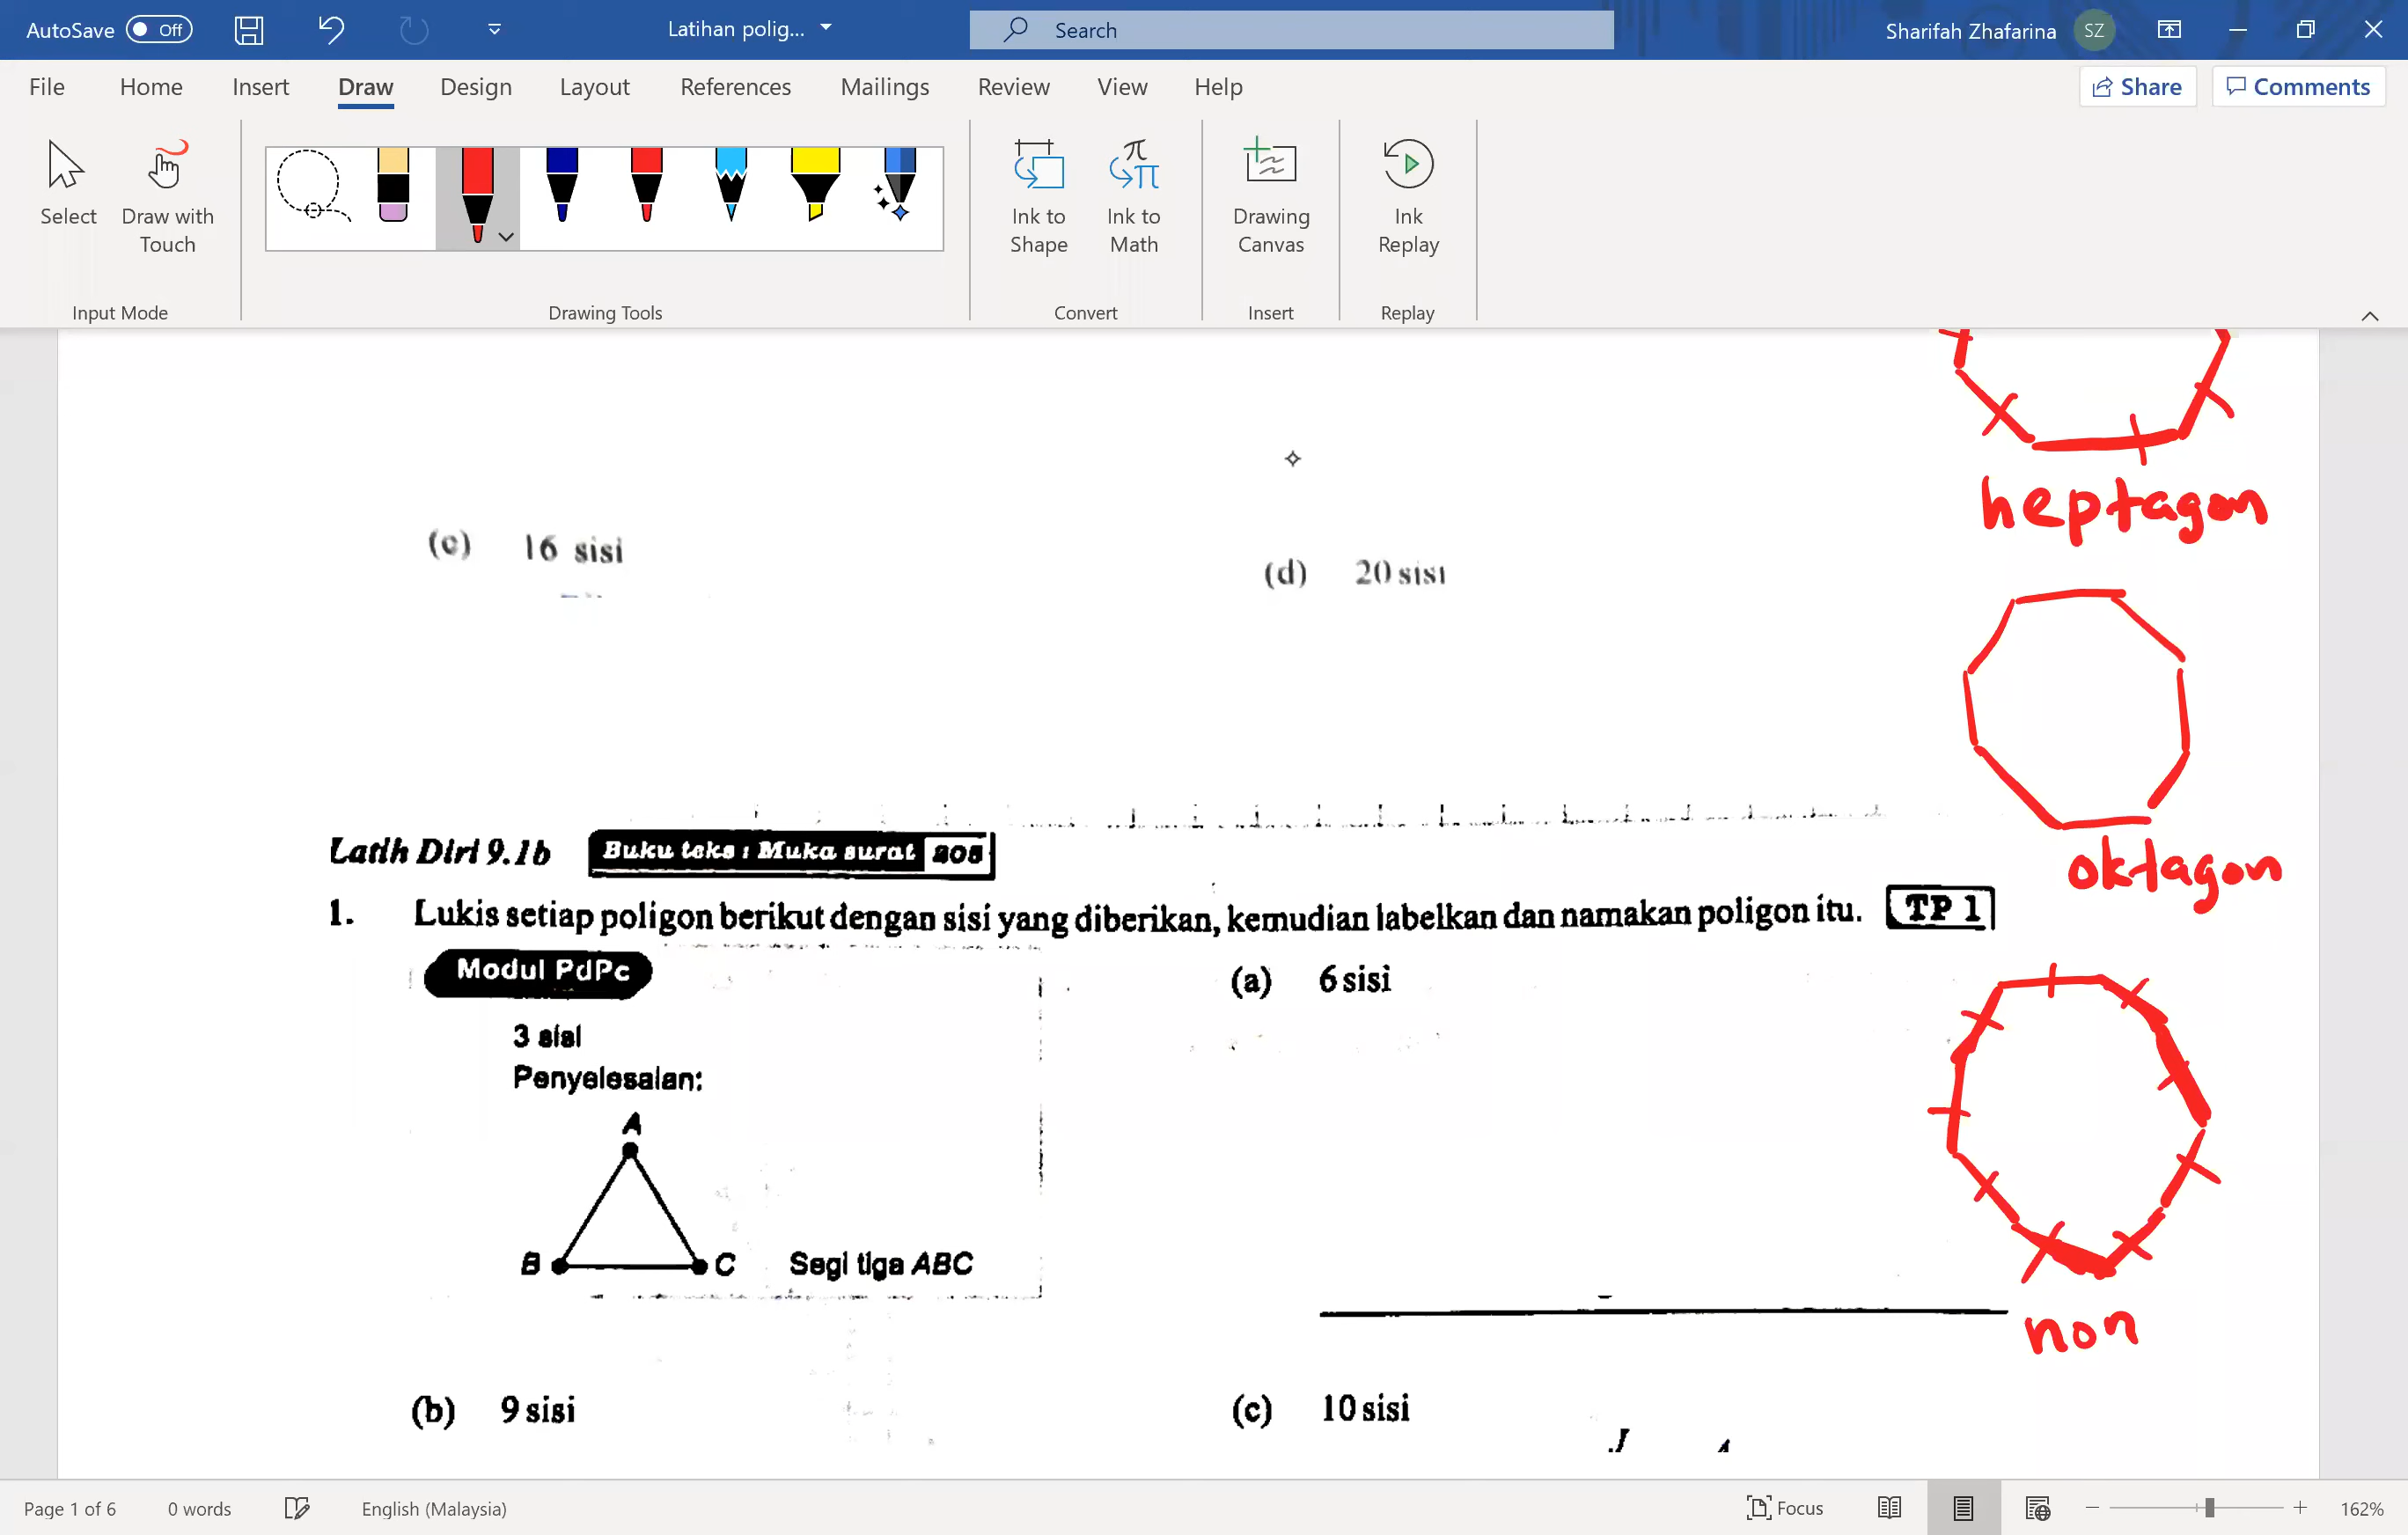 AutoSave Off
Latihan polig...
Search
Sharifah Zhafarina SZ
File Home Insert Draw Design Layout References Mailings Review View Help
Share Comments
Select
Draw with Touch
Ink to Shape
Ink to Math
Drawing Canvas
Ink Replay
Input Mode Drawing Tools Convert Insert Replay
heptagon
(c) 16 sisi
(d) 20 sisi
oktagon
Latih Diri 9.1b Buku teks : Muka surat
1. Lukis setiap poligon berikut dengan sisi yang diberikan, kemudian labelkan dan namakan poligon itu. TP 1
Modul PdPc
(a) 6 sisi
3 sisi
Penyelesaian:
A
B C Segi tiga ABC
non
(b) 9 sisi
(c) 10 sisi
J
Page 1 of 6 0 words English (Malaysia) Focus 162%